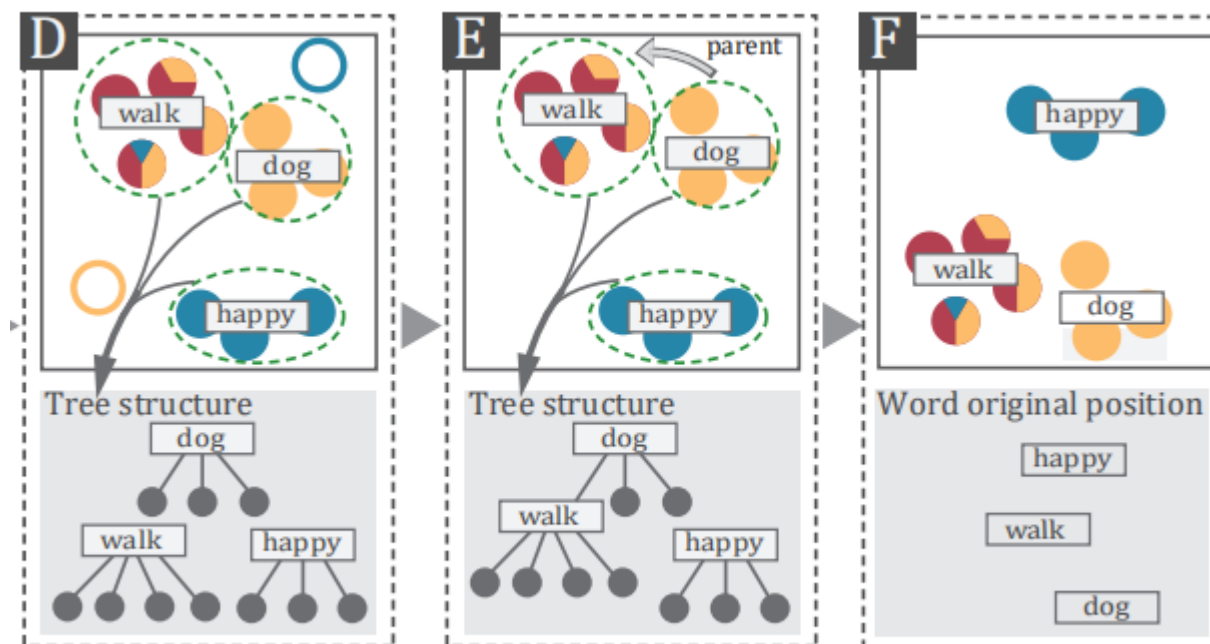 D
walk
dog
happy
Tree structure
dog
walk
happy
E
parent
walk
dog
happy
Tree structure
dog
walk
happy
F
happy
walk
dog
Word original position
happy
walk
dog